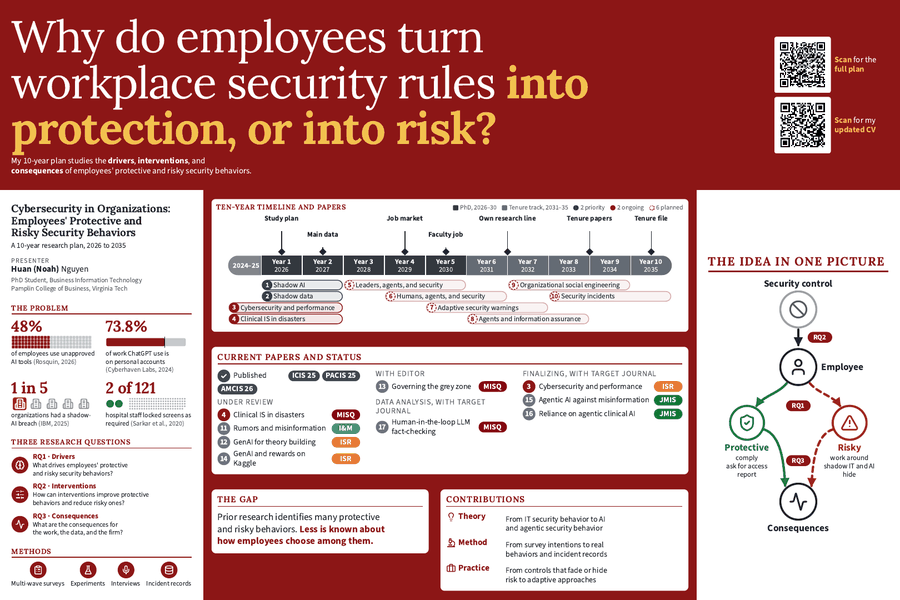 Why do employees turn
workplace security rules into
protection, or into risk?
My 10-year plan studies the drivers, interventions, and
consequences of employees' protective and risky security behaviors.
Scan for the
full plan
Scan for my
updated CV
Cybersecurity in Organizations:
Employees' Protective and
Risky Security Behaviors
A 10-year research plan, 2026 to 2035
PRESENTER
Huan (Noah) Nguyen
PhD Student, Business Information Technology
Pamplin College of Business, Virginia Tech
THE PROBLEM
48%
of employees use unapproved
AI tools (Rosquin, 2026)
73.8%
of work ChatGPT use is
on personal accounts
(Cyberhaven Labs, 2024)
1 in 5
organizations had a shadow-
AI breach (IBM, 2025)
2 of 121
hospital staff locked screens as
required (Sarkar et al., 2020)
THREE RESEARCH QUESTIONS
RQ1 · Drivers
What drives employees' protective
and risky security behaviors?
RQ2 · Interventions
How can interventions improve protective
behaviors and reduce risky ones?
RQ3 · Consequences
What are the consequences for
the work, the data, and the firm?
METHODS
Multi-wave surveys
Experiments
Interviews
Incident records
TEN-YEAR TIMELINE AND PAPERS
PhD, 2026-30
Tenure track, 2031-35
2 priority
2 ongoing
6 planned
Study plan
Job market
Own research line
Tenure papers
Tenure file
Main data
Faculty job
2024-25
Year 1
2026
Year 2
2027
Year 3
2028
Year 4
2029
Year 5
2030
Year 6
2031
Year 7
2032
Year 8
2033
Year 9
2034
Year 10
2035
1 Shadow AI
5 Leaders, agents, and security
9 Organizational social engineering
2 Shadow data
6 Humans, agents, and security
10 Security incidents
3 Cybersecurity and performance
7 Adaptive security warnings
4 Clinical IS in disasters
8 Agents and information assurance
CURRENT PAPERS AND STATUS
Published
ICIS 25
PACIS 25
AMCIS 26
UNDER REVIEW
4 Clinical IS in disasters MISQ
11 Rumors and misinformation I&M
12 GenAI for theory building ISR
14 GenAI and rewards on
Kaggle
ISR
WITH EDITOR
13 Governing the grey zone MISQ
DATA ANALYSIS, WITH TARGET
JOURNAL
17 Human-in-the-loop LLM
fact-checking
MISQ
FINALIZING, WITH TARGET JOURNAL
3 Cybersecurity and performance ISR
15 Agentic AI against misinformation JMIS
16 Reliance on agentic clinical AI JMIS
THE GAP
Prior research identifies many protective
and risky behaviors. Less is known about
how employees choose among them.
CONTRIBUTIONS
Theory
From IT security behavior to AI
and agentic security behavior
Method
From survey intentions to real
behaviors and incident records
Practice
From controls that fade or hide
risk to adaptive approaches
THE IDEA IN ONE PICTURE
Security control
RQ2
Employee
RQ1
Protective
comply
ask for access
report
Risky
work around
shadow IT and AI
hide
RQ3
Consequences